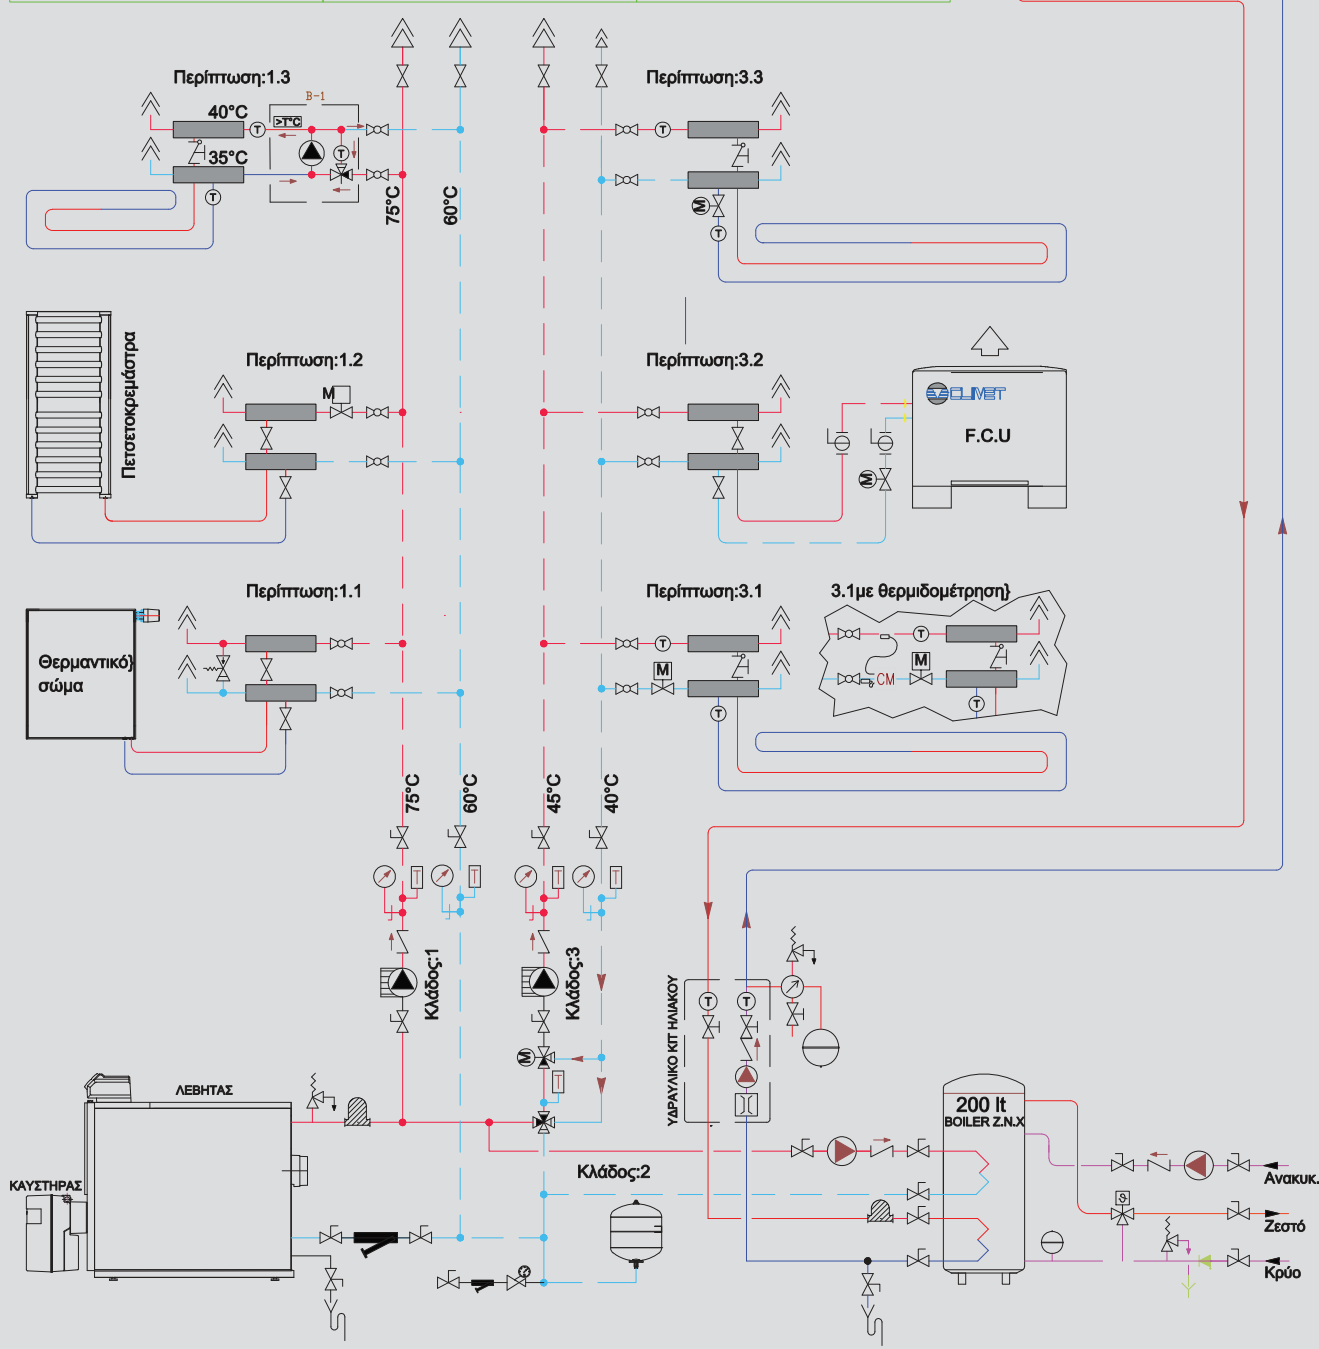 Περίπτωση:1.3
Περίπτωση:3.3
B-1
40°C
>T°C
T
T
T
35°C
T
M
T
75°C
60°C
Περίπτωση:1.2
Περίπτωση:3.2
Πετσετοκρεμάστρα
M
CLIVET
F.C.U
M
Περίπτωση:1.1
Περίπτωση:3.1
3.1με θερμιδομέτρηση}
Θερμαντικό}
σώμα
T
M
T
T
M
CM
T
75°C
60°C
45°C
40°C
T
T
T
T
Κλάδος:1
Κλάδος:3
ΥΔΡΑΥΛΙΚΟ ΚΙΤ ΗΛΙΑΚΟΥ
T
T
M
T
ΛΕΒΗΤΑΣ
200 lt
BOILER Z.N.X
ΚΑΥΣΤΗΡΑΣ
Κλάδος:2
Ανακυκ.
Ζεστό
Κρύο